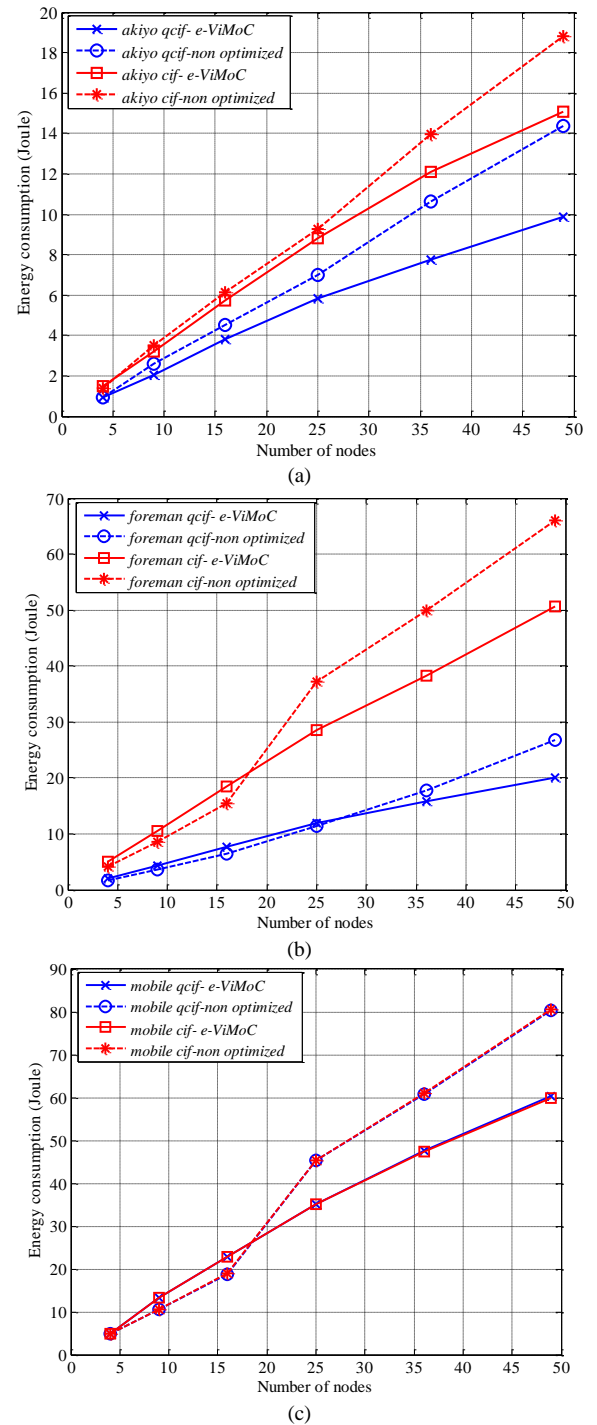 20
18
16
14
12
10
8
6
4
2
0
Energy consumption (Joule)
akiyo qcif- e-ViMoC
akiyo qcif-non optimized
akiyo cif- e-ViMoC
akiyo cif-non optimized
0 5 10 15 20 25 30 35 40 45 50
Number of nodes
(a)
70
60
50
40
30
20
10
0
Energy consumption (Joule)
foreman qcif- e-ViMoC
foreman qcif-non optimized
foreman cif- e-ViMoC
foreman cif-non optimized
0 5 10 15 20 25 30 35 40 45 50
Number of nodes
(b)
90
80
70
60
50
40
30
20
10
0
Energy consumption (Joule)
mobile qcif- e-ViMoC
mobile qcif-non optimized
mobile cif- e-ViMoC
mobile cif-non optimized
0 5 10 15 20 25 30 35 40 45 50
Number of nodes
(c)